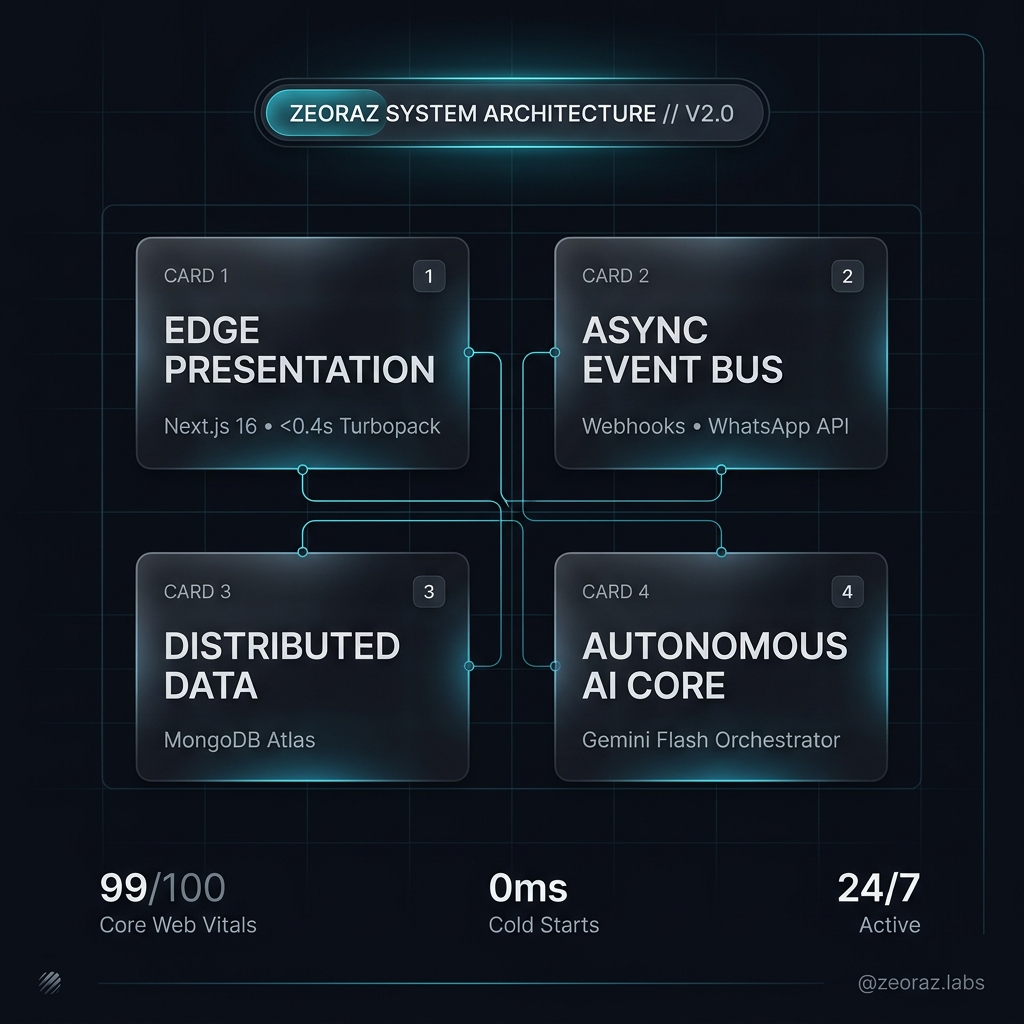 ZEORAZ SYSTEM ARCHITECTURE // V2.0
CARD 1
1
EDGE
PRESENTATION
Next.js 16 • <0.4s Turbopack
CARD 2
2
ASYNC
EVENT BUS
Webhooks • WhatsApp API
CARD 3
3
DISTRIBUTED
DATA
MongoDB Atlas
CARD 4
4
AUTONOMOUS
AI CORE
Gemini Flash Orchestrator
99/100
Core Web Vitals
0ms
Cold Starts
24/7
Active
@zeoraz.labs